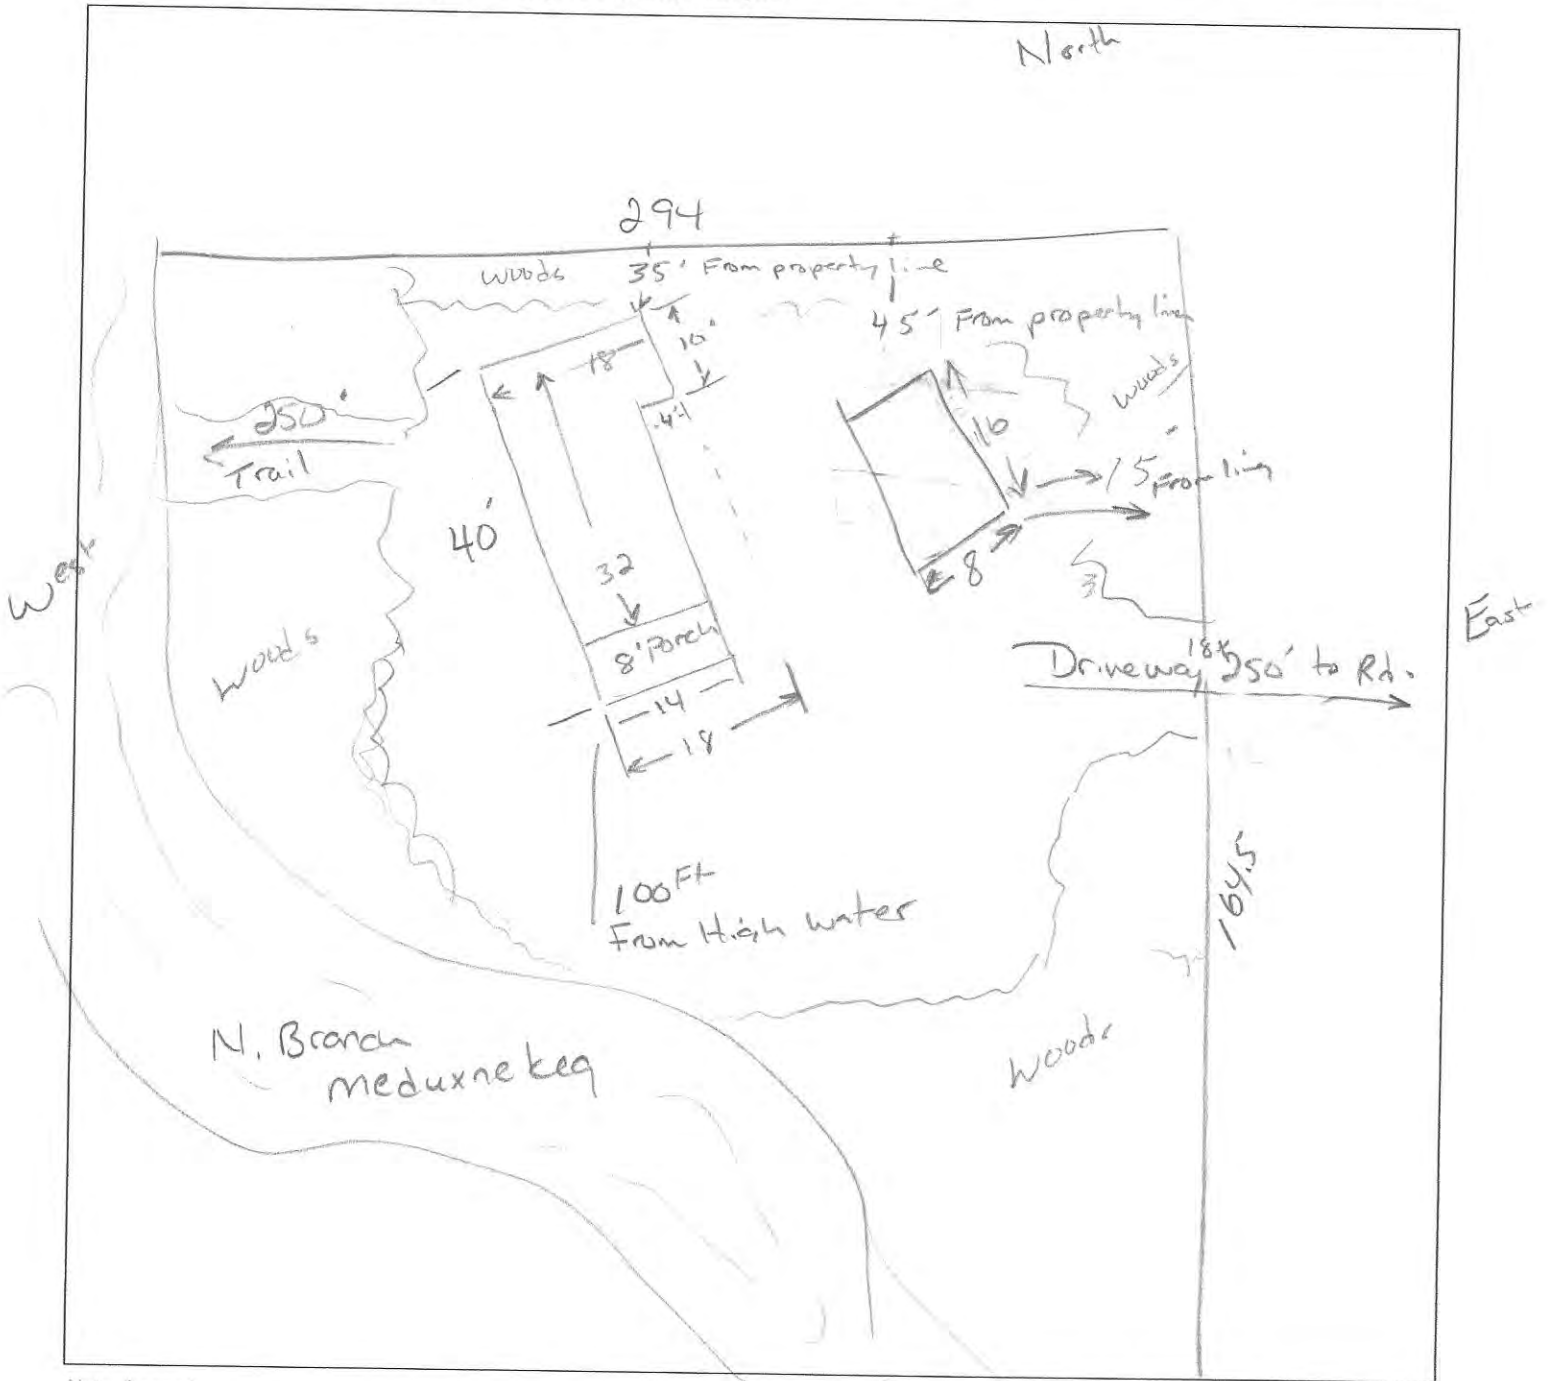 North
294
woods
35' From property line
45' From property line
10'
18
4'
woods
250'
Trail
16
15' From line
40'
8
32
West
East
8' Porch
woods
18x
Driveway 250' to Rd.
14
18
100 Ft
From High water
164.5
N. Branch
Meduxnekeq
Woods